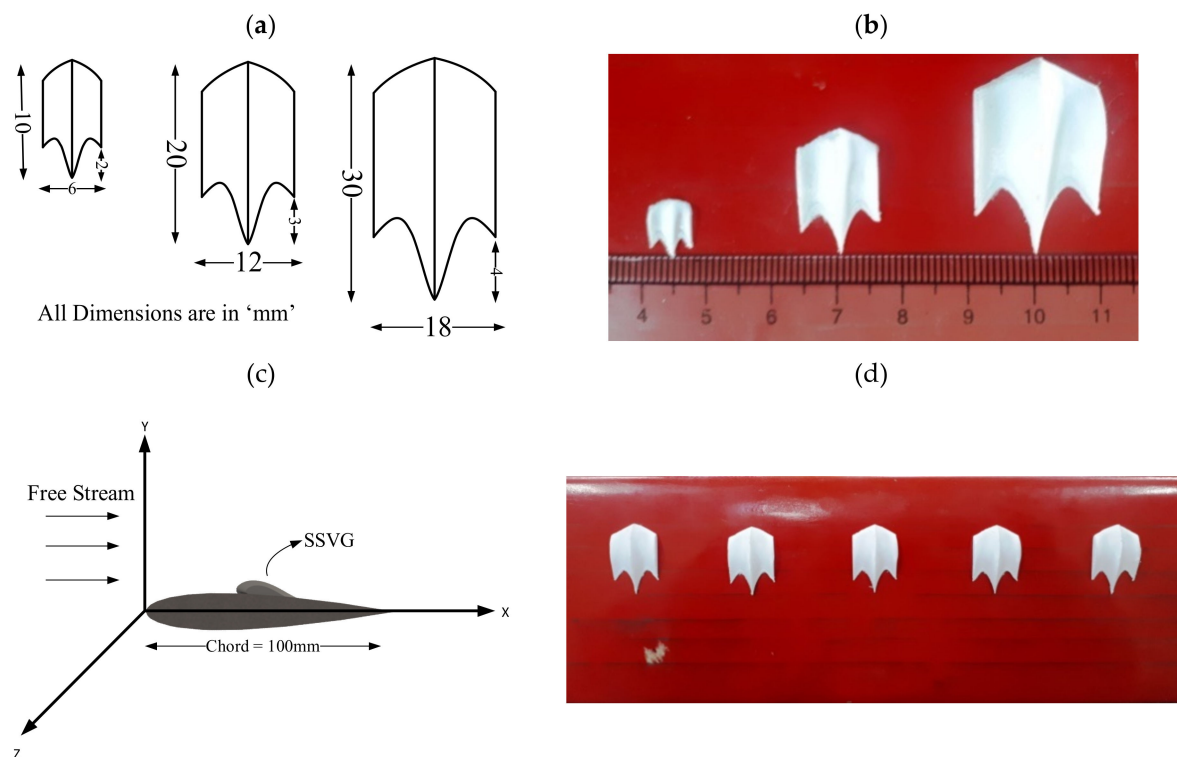 (a)
10
2
6
20
3
12
30
4
18
All Dimensions are in ‘mm’
(b)
4 5 6 7 8 9 10 11
(c)
Y
Free Stream
SSVG
X
Chord = 100mm
Z
(d)